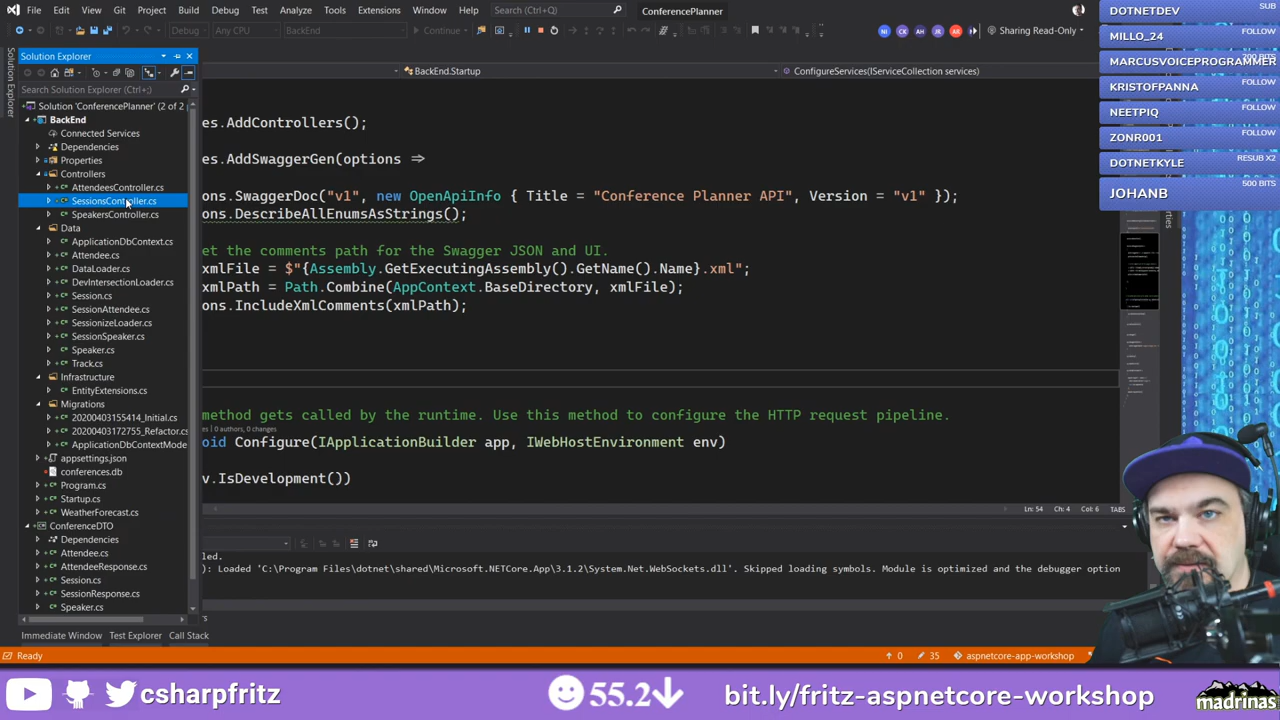 File Edit View Git Project Build Debug Test Analyze Tools Extensions Window Help Search (Ctrl+Q) ConferencePlanner
Debug Any CPU BackEnd Continue NI CK AH JR AK Sharing Read-Only
Solution Explorer
BackEnd.Startup ConfigureServices(IServiceCollection services)
Search Solution Explorer (Ctrl+;)
Solution 'ConferencePlanner' (2 of 2
BackEnd
Connected Services
Dependencies
Properties
Controllers
AttendeesController.cs
SessionsController.cs
SpeakersController.cs
Data
ApplicationDbContext.cs
Attendee.cs
DataLoader.cs
DevIntersectionLoader.cs
Session.cs
SessionAttendee.cs
SessionizeLoader.cs
SessionSpeaker.cs
Speaker.cs
Track.cs
Infrastructure
EntityExtensions.cs
Migrations
20200403155414_Initial.cs
20200403172755_Refactor.cs
ApplicationDbContextMode
appsettings.json
conferences.db
Program.cs
Startup.cs
WeatherForecast.cs
ConferenceDTO
Dependencies
Attendee.cs
AttendeeResponse.cs
Session.cs
SessionResponse.cs
Speaker.cs
Immediate Window Test Explorer Call Stack
es.AddControllers();
es.AddSwaggerGen(options =>
ons.SwaggerDoc("v1", new OpenApiInfo { Title = "Conference Planner API", Version = "v1" });
ons.DescribeAllEnumsAsStrings();
et the comments path for the Swagger JSON and UI.
xmlFile = $"{Assembly.GetExecutingAssembly().GetName().Name}.xml";
xmlPath = Path.Combine(AppContext.BaseDirectory, xmlFile);
ons.IncludeXmlComments(xmlPath);
method gets called by the runtime. Use this method to configure the HTTP request pipeline.
| 0 authors, 0 changes
oid Configure(IApplicationBuilder app, IWebHostEnvironment env)
v.IsDevelopment())
Ln: 54 Ch: 4 Col: 6 TABS
led.
): Loaded 'C:\Program Files\dotnet\shared\Microsoft.NETCore.App\3.1.2\System.Net.WebSockets.dll'. Skipped loading symbols. Module is optimized and the debugger option
Ready 0 35 aspnetcore-app-workshop
DOTNETDEV SUB
MILLO_24 FOLLOW
200 BITS
MARCUSVOICEPROGRAMMER
KRISTOFPANNA FOLLOW
NEETPIQ FOLLOW
ZONR001 FOLLOW
DOTNETKYLE RESUB X2
JOHANB 500 BITS
csharpfritz 55.2 bit.ly/fritz-aspnetcore-workshop madrinas